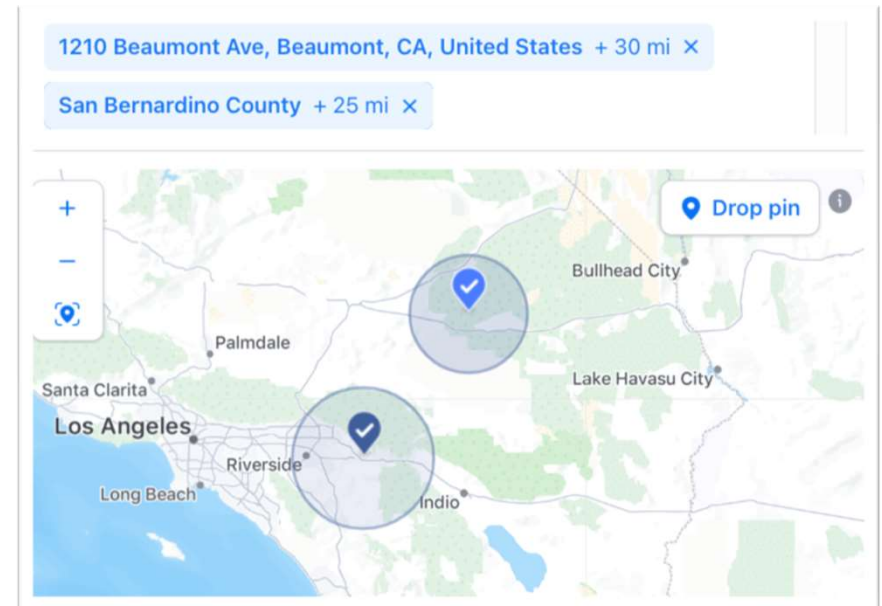 1210 Beaumont Ave, Beaumont, CA, United States + 30 mi ×
San Bernardino County + 25 mi ×
+
Drop pin
i
−
Bullhead City
Palmdale
Lake Havasu City
Santa Clarita
Los Angeles
Riverside
Long Beach
Indio